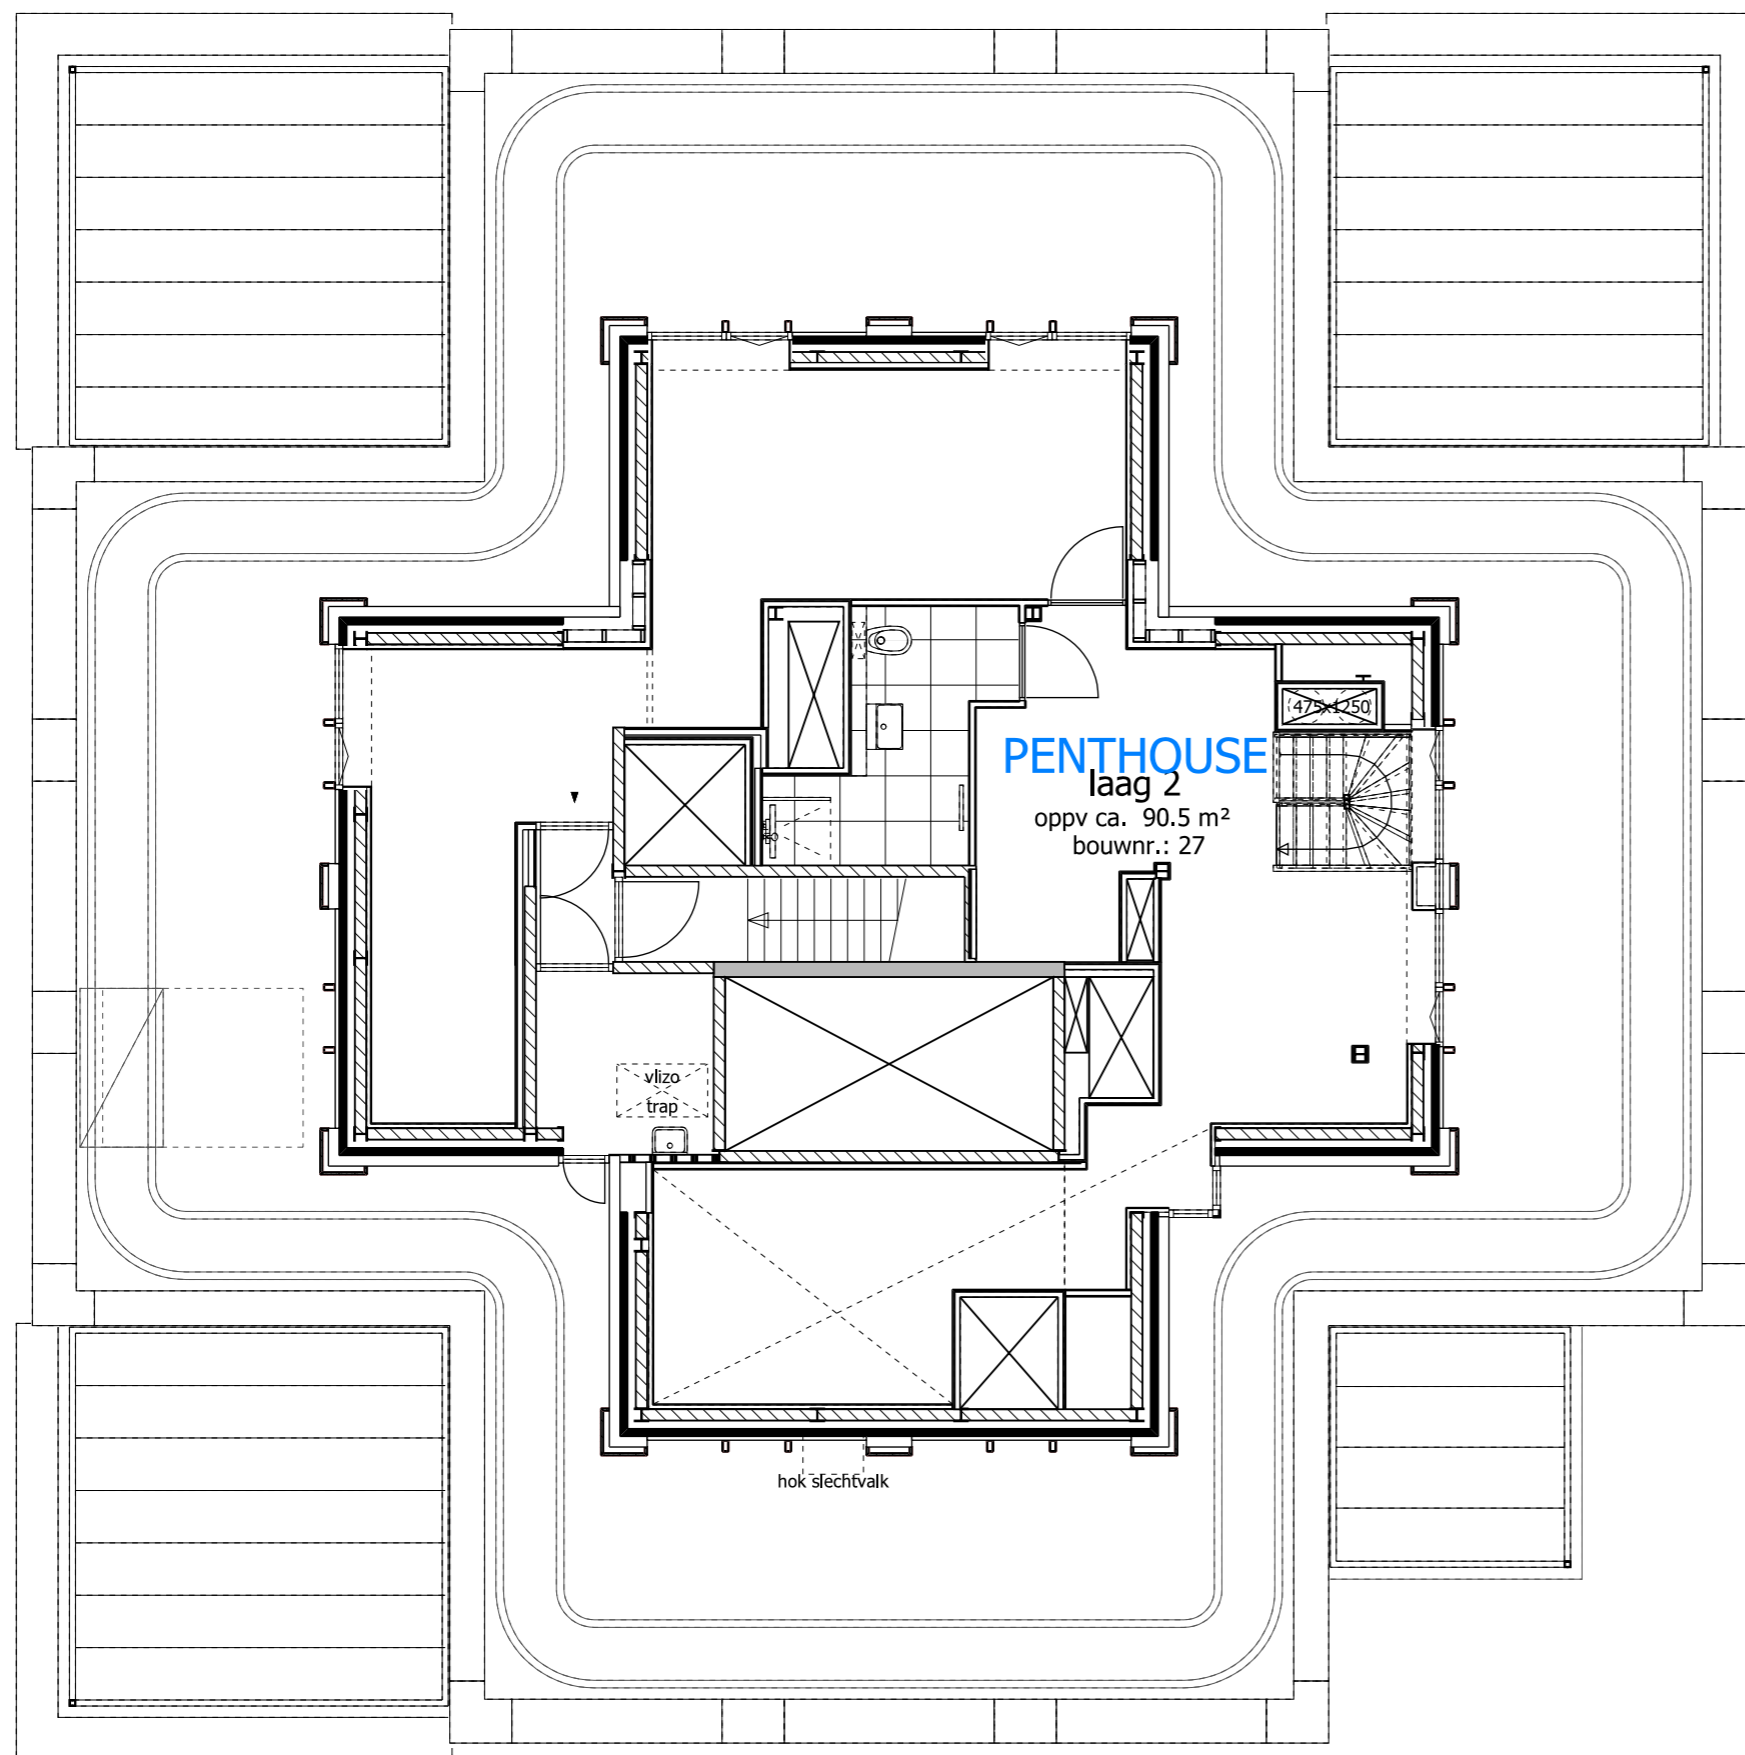 475x1250
PENTHOUSE
laag 2
oppv ca. 90.5 m²
bouwnr.: 27
vlizo
trap
hok slechtvalk